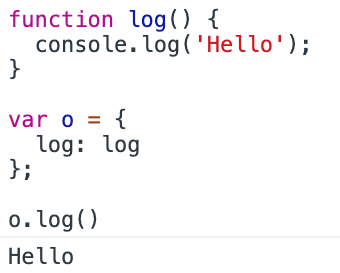 function log() {
  console.log('Hello');
}

var o = {
  log: log
};

o.log()
Hello